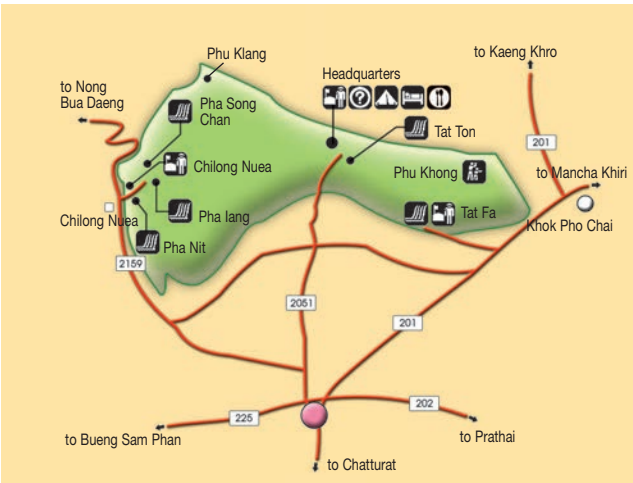 Phu Klang
to Kaeng Khro
to Nong
Bua Daeng
Headquarters
?
Pha Song
Chan
Tat Ton
201
Chilong Nuea
Phu Khong
to Mancha Khiri
Chilong Nuea
Pha Iang
Tat Fa
Khok Pho Chai
Pha Nit
2159
2051
201
225
202
to Bueng Sam Phan
to Prathai
to Chatturat